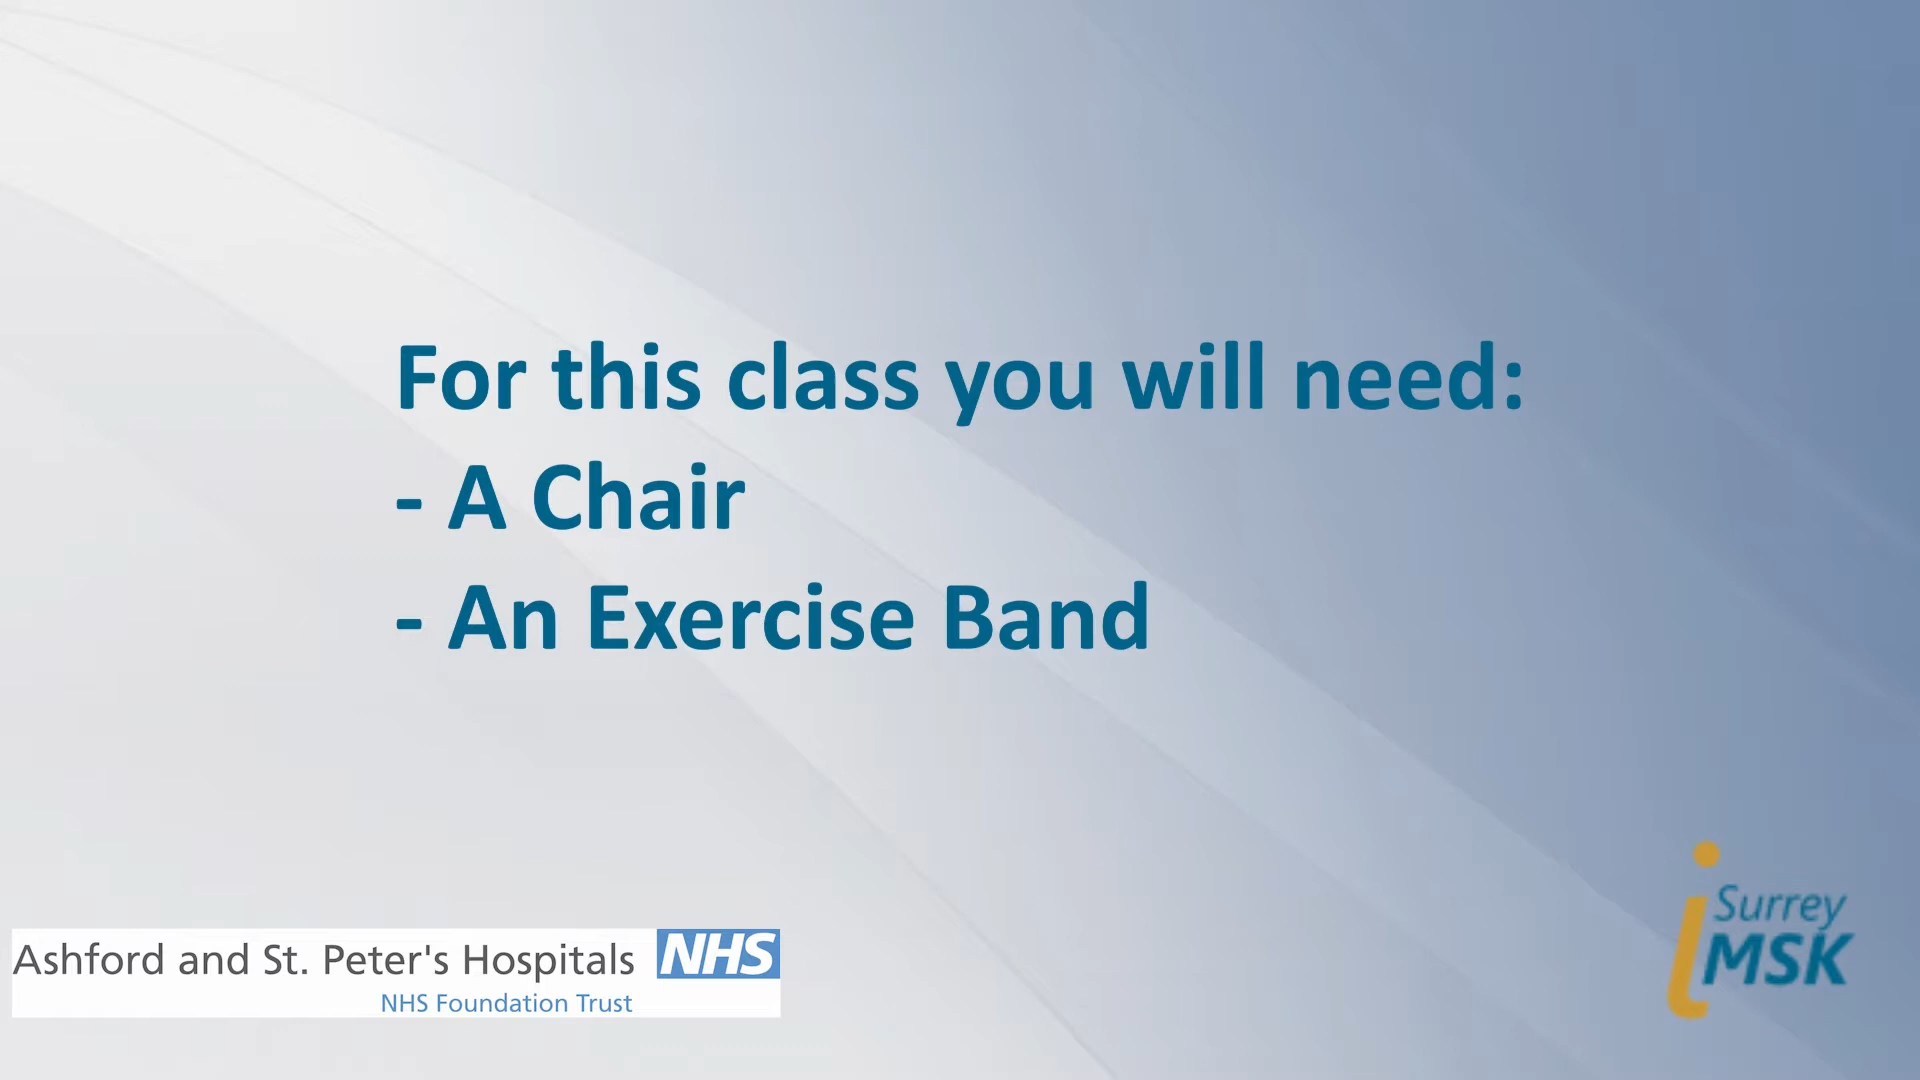 For this class you will need:
- A Chair
- An Exercise Band
Ashford and St. Peter's Hospitals NHS
NHS Foundation Trust
i Surrey
MSK